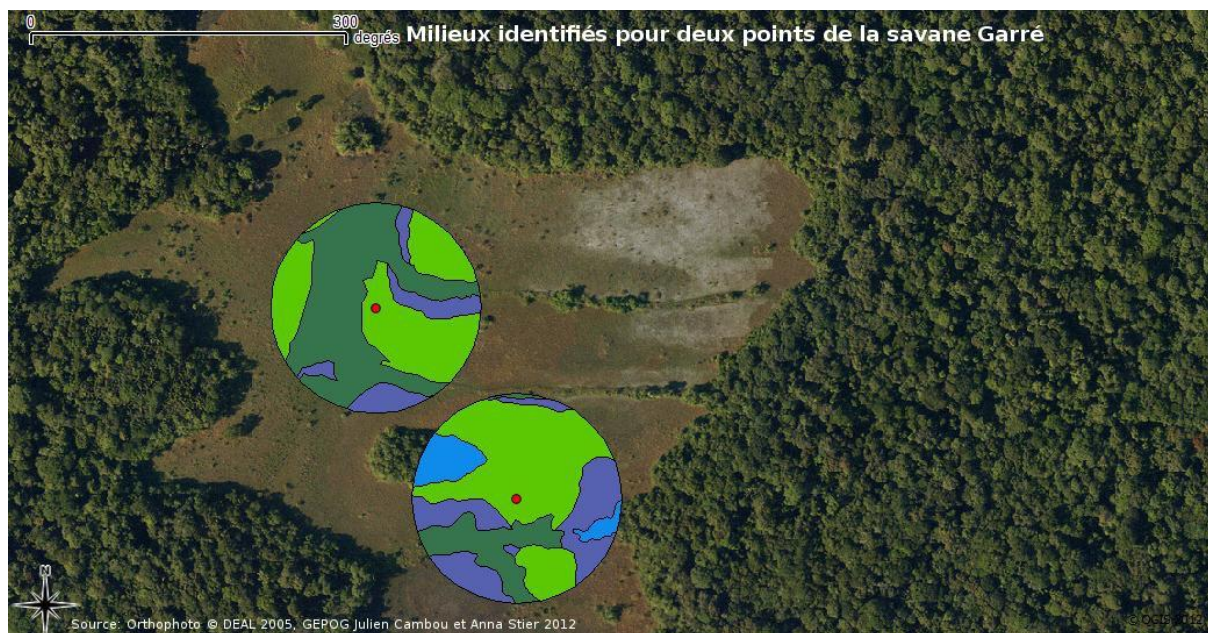 0 300
degrés
Milieux identifiés pour deux points de la savane Garré
N
Source: Orthophoto © DEAL 2005, GEPOG Julien Cambou et Anna Stier 2012